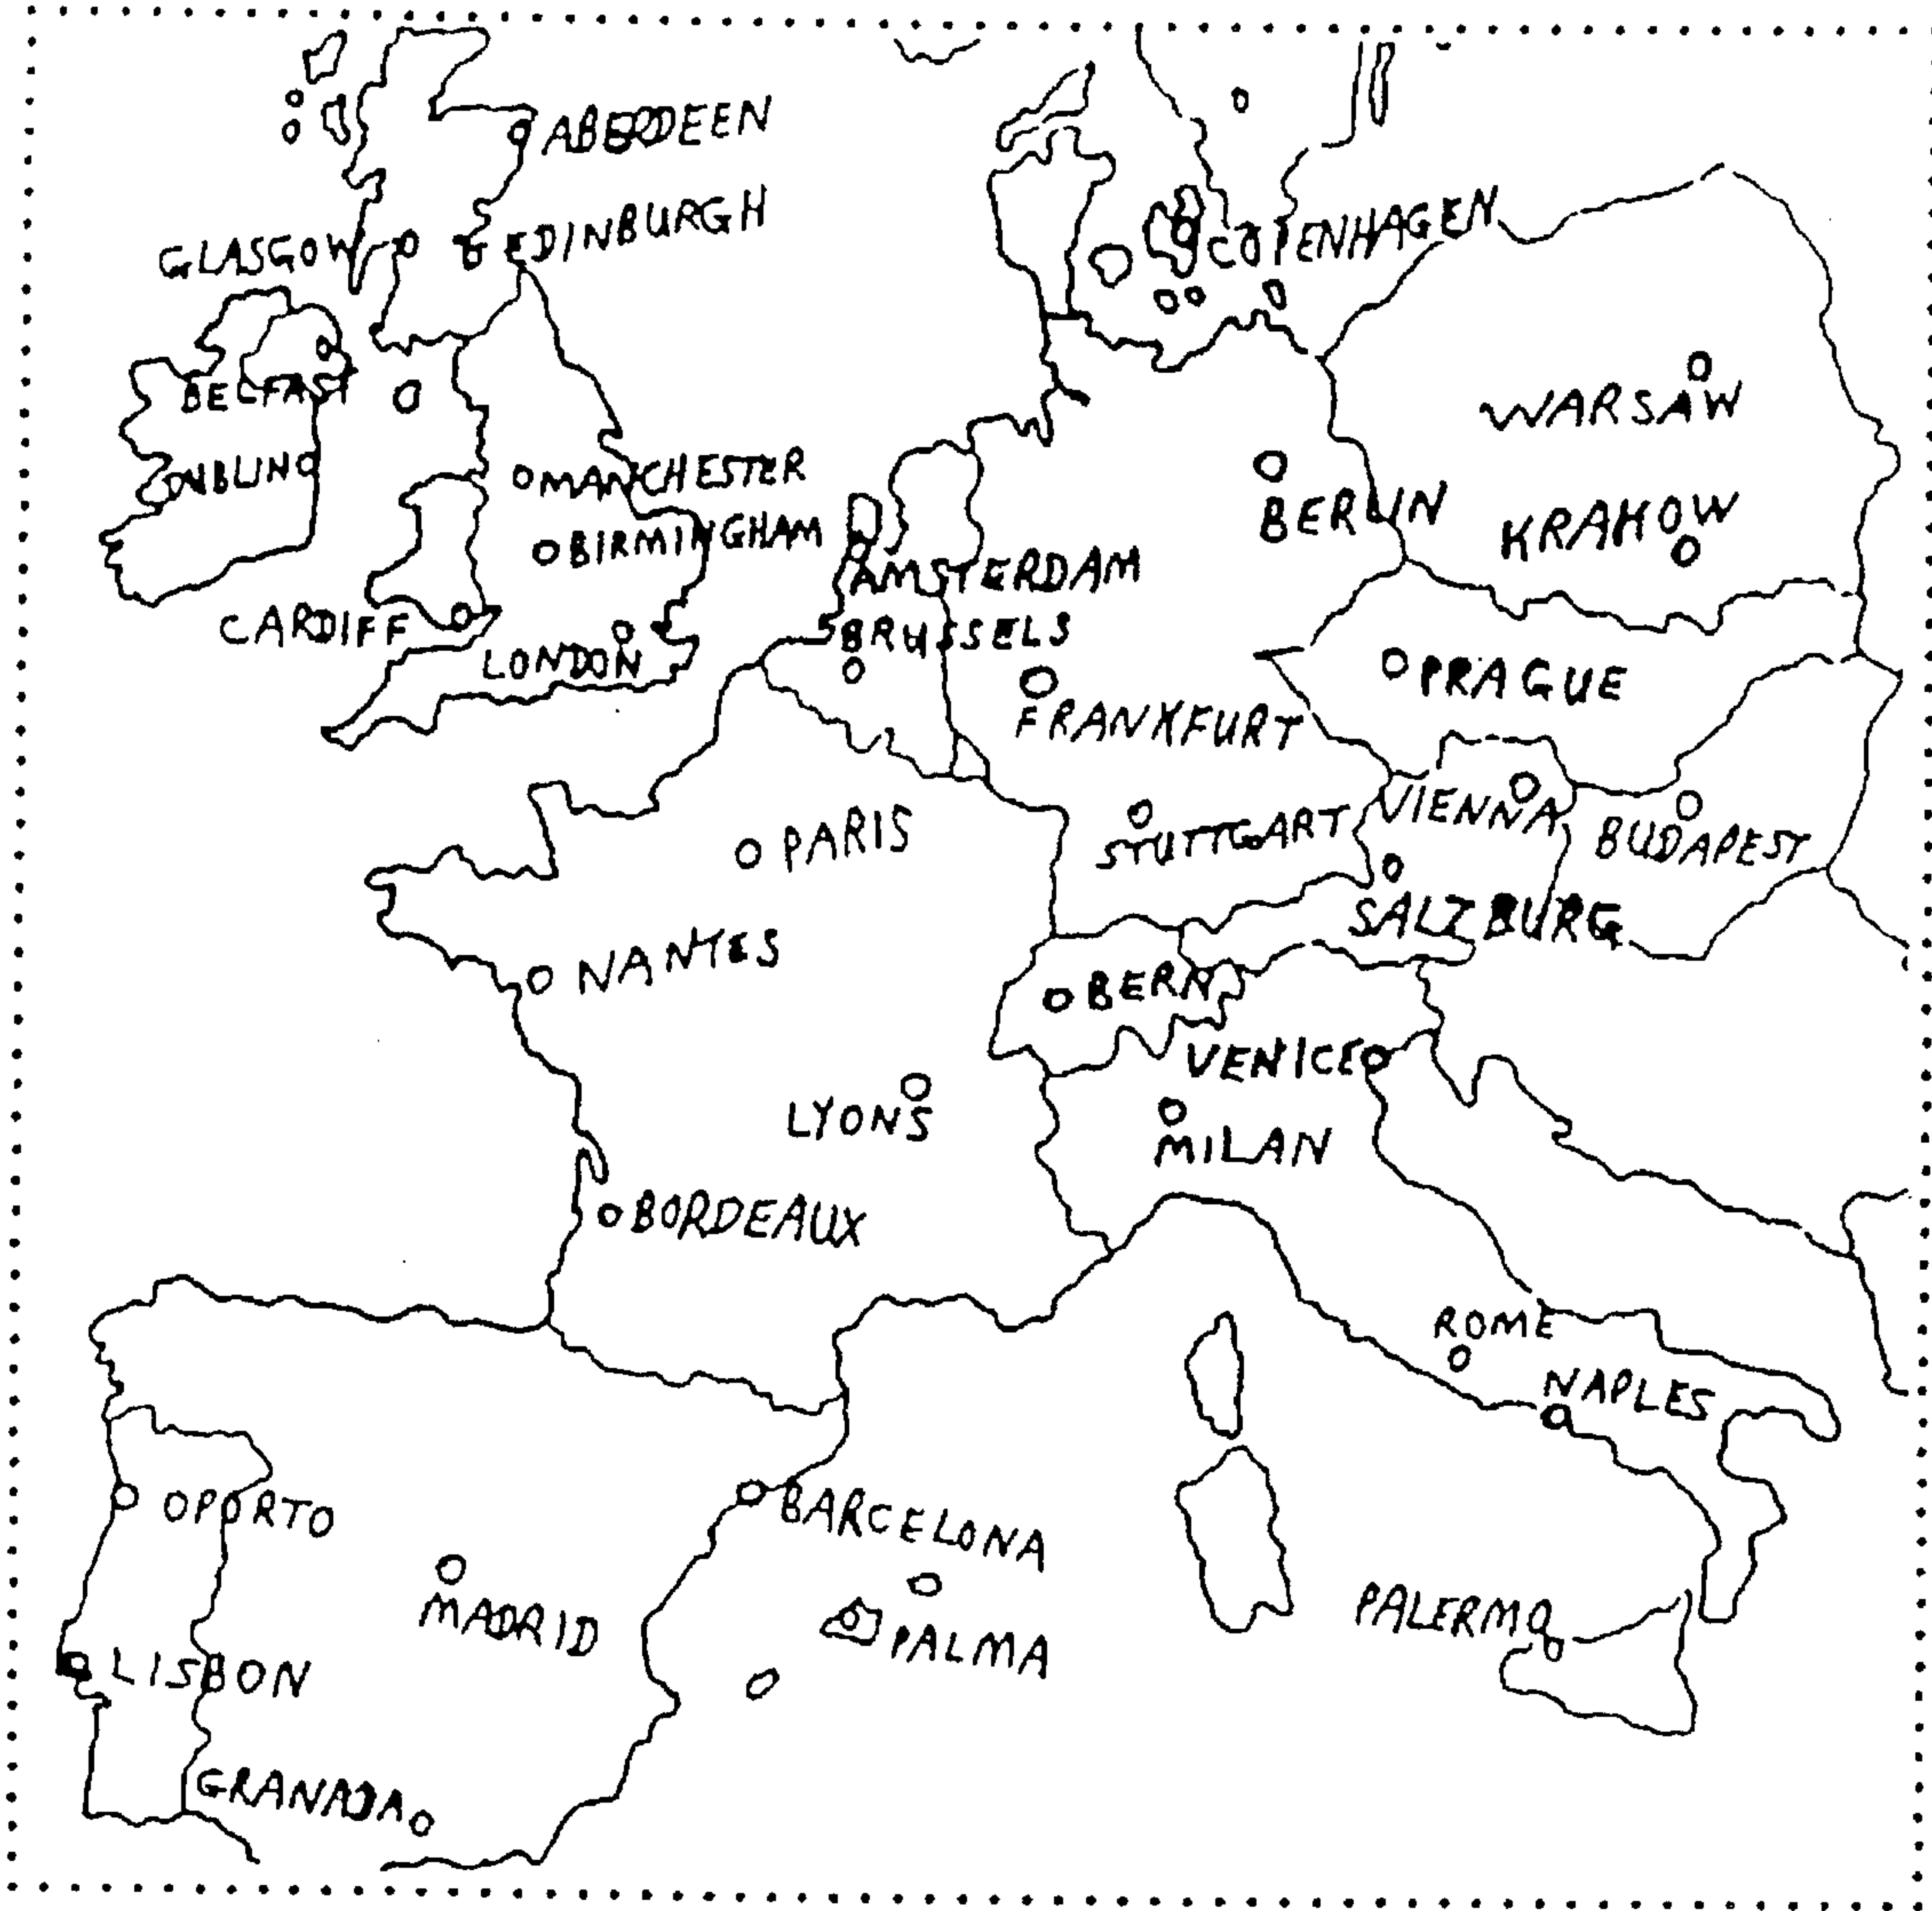 ABERDEEN
EDINBURGH
GLASGOW
COPENHAGEN
BELFAST
WARSAW
DUBLIN
MANCHESTER
BERLIN
KRAKOW
BIRMINGHAM
AMSTERDAM
CARDIFF
BRUSSELS
LONDON
PRAGUE
FRANKFURT
VIENNA
PARIS
STUTTGART
BUDAPEST
SALZBURG
NANTES
BERN
VENICE
LYONS
MILAN
BORDEAUX
ROME
NAPLES
OPORTO
BARCELONA
MADRID
PALERMO
PALMA
LISBON
GRANADA